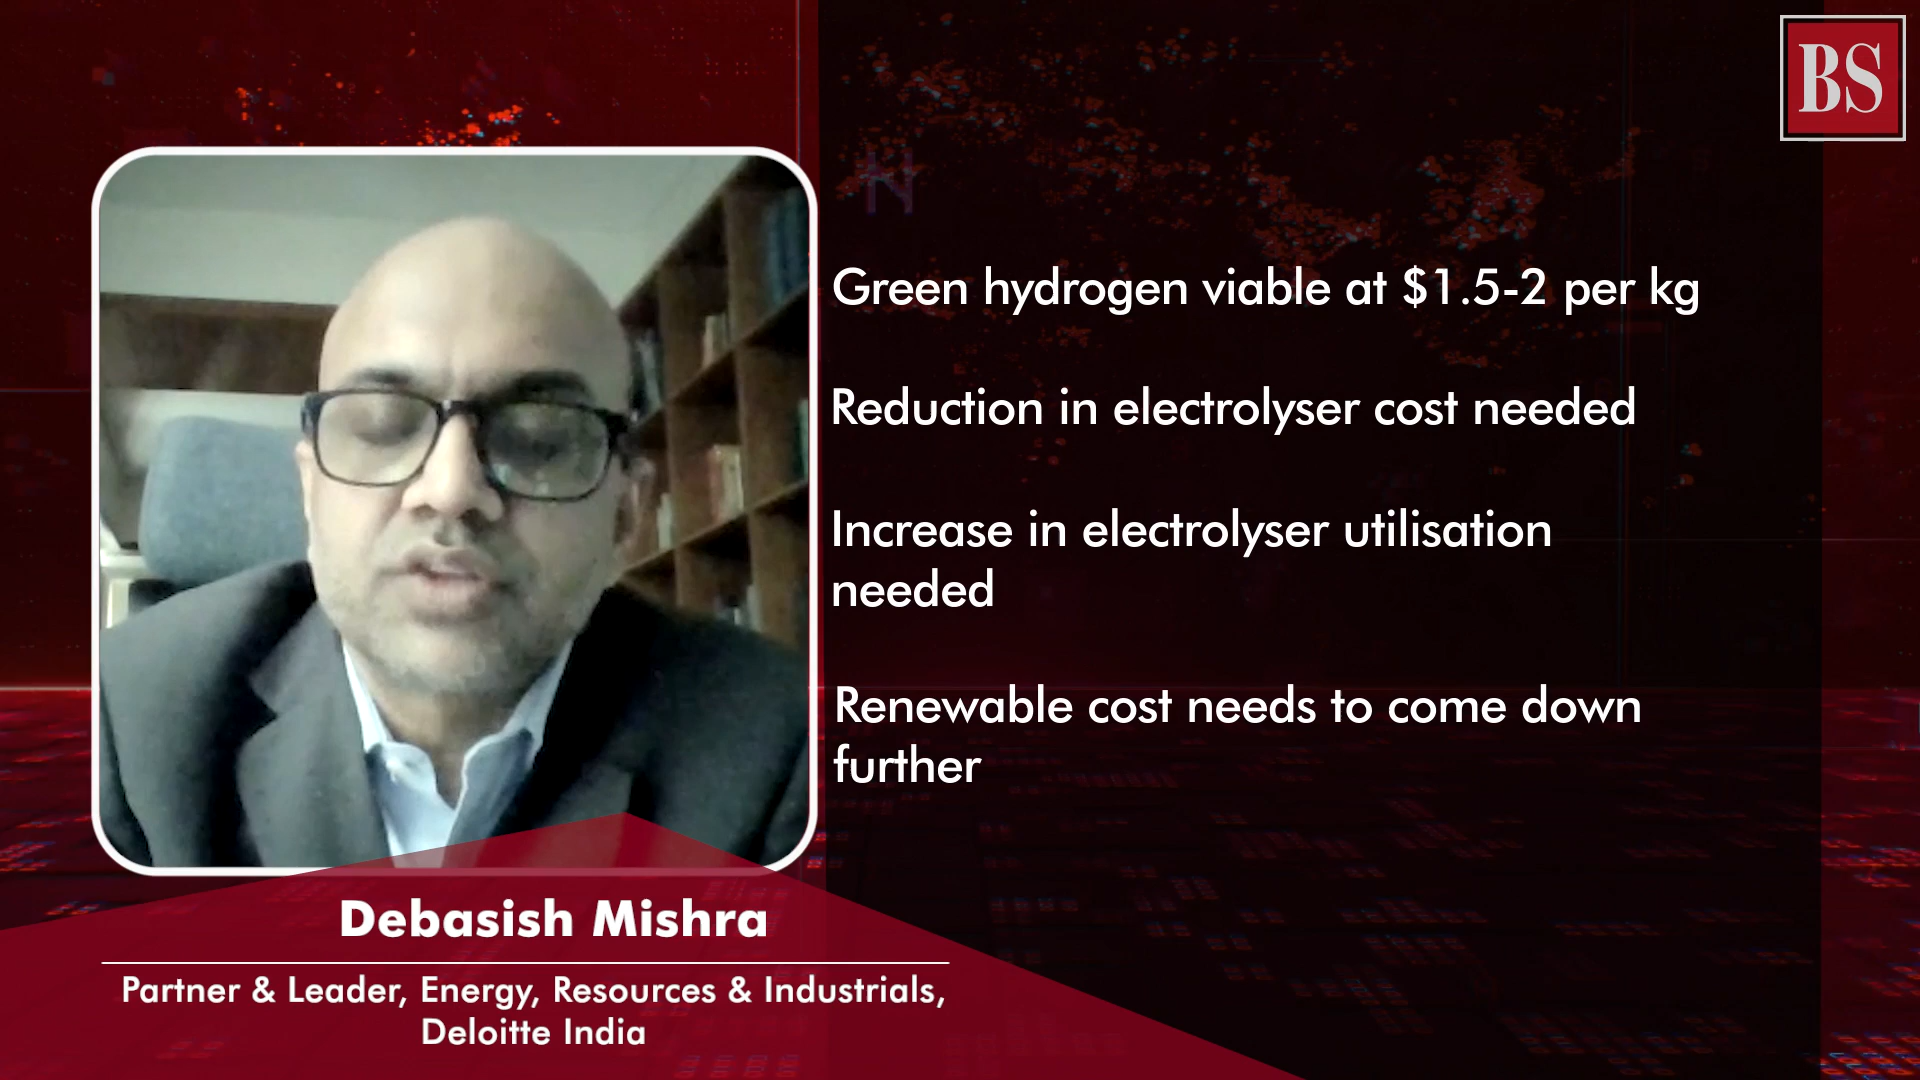 BS
Green hydrogen viable at $1.5-2 per kg
Reduction in electrolyser cost needed
Increase in electrolyser utilisation
needed
Renewable cost needs to come down
further
Debasish Mishra
Partner & Leader, Energy, Resources & Industrials,
Deloitte India